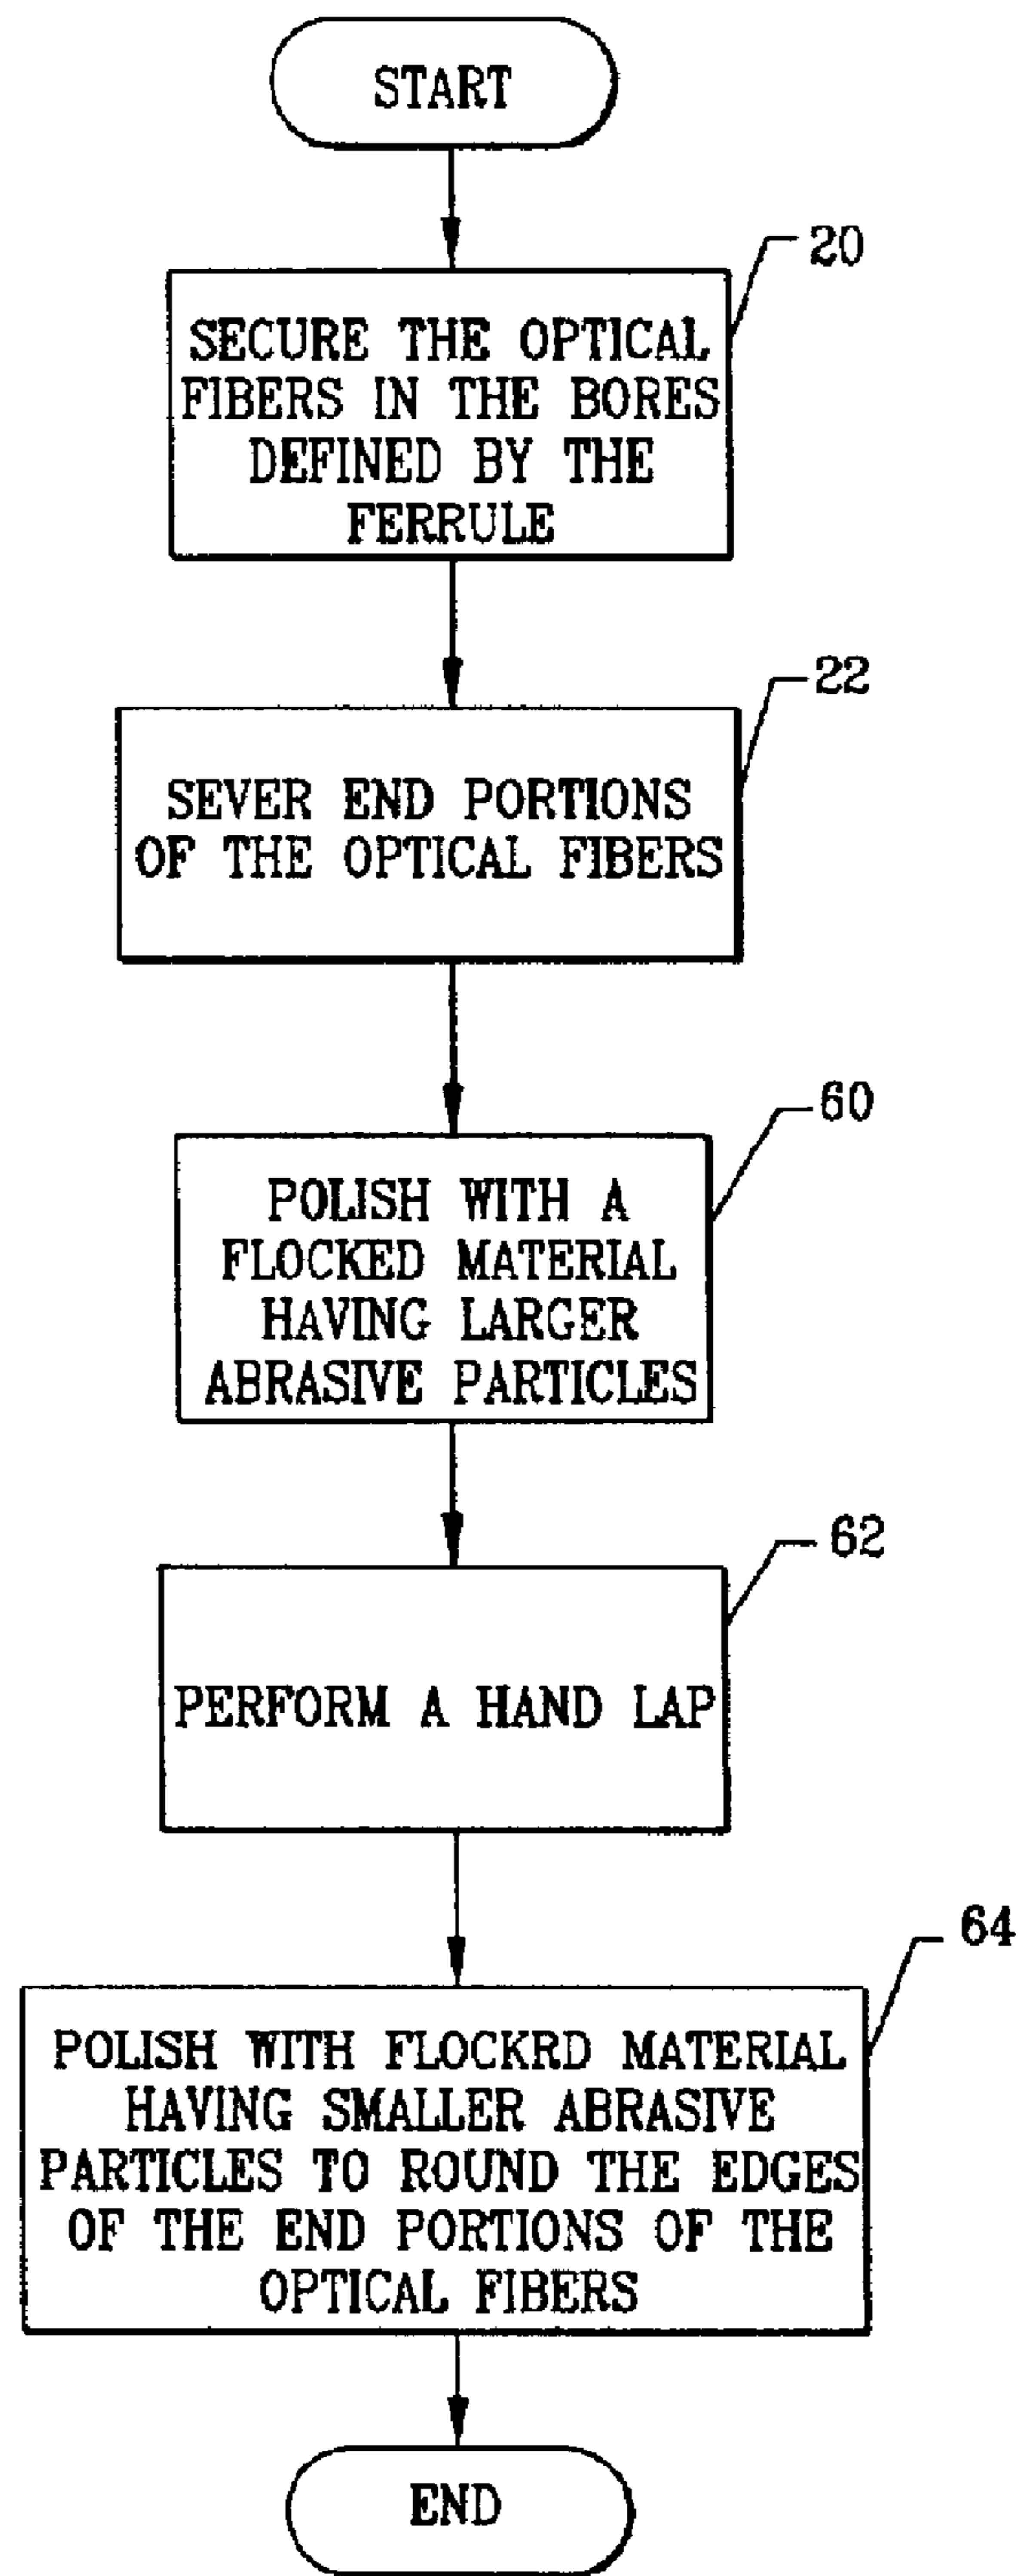 START
20
SECURE THE OPTICAL
FIBERS IN THE BORES
DEFINED BY THE
FERRULE
22
SEVER END PORTIONS
OF THE OPTICAL FIBERS
60
POLISH WITH A
FLOCKED MATERIAL
HAVING LARGER
ABRASIVE PARTICLES
62
PERFORM A HAND LAP
64
POLISH WITH FLOCKRD MATERIAL
HAVING SMALLER ABRASIVE
PARTICLES TO ROUND THE EDGES
OF THE END PORTIONS OF THE
OPTICAL FIBERS
END